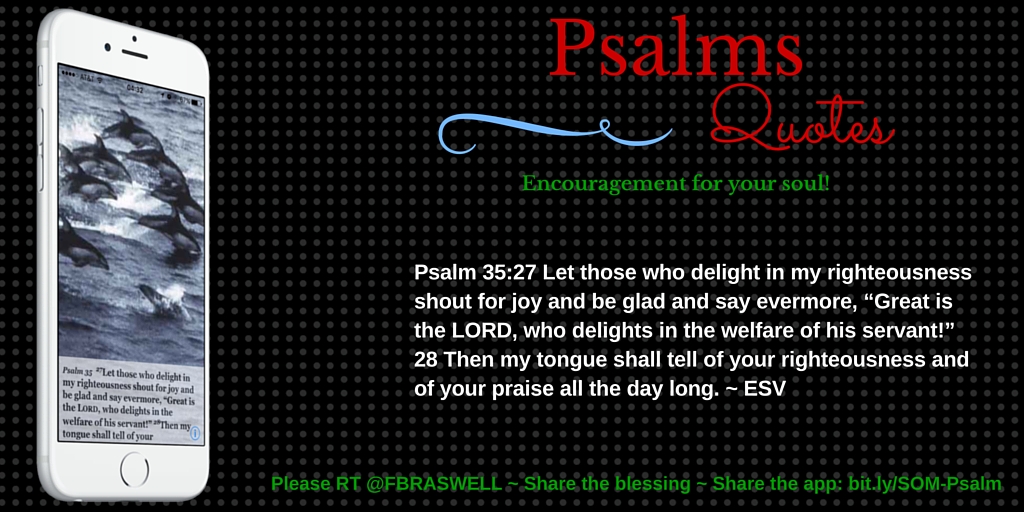 AT&T
04:32
Psalm 35 27Let those who delight in
my righteousness shout for joy and
be glad and say evermore, “Great is
the LORD, who delights in the
welfare of his servant!” 28Then my
tongue shall tell of your
Psalms
Quotes
Encouragement for your soul!
Psalm 35:27 Let those who delight in my righteousness
shout for joy and be glad and say evermore, “Great is
the LORD, who delights in the welfare of his servant!”
28 Then my tongue shall tell of your righteousness and
of your praise all the day long. ~ ESV
Please RT @FBRASWELL ~ Share the blessing ~ Share the app: bit.ly/SOM-Psalm